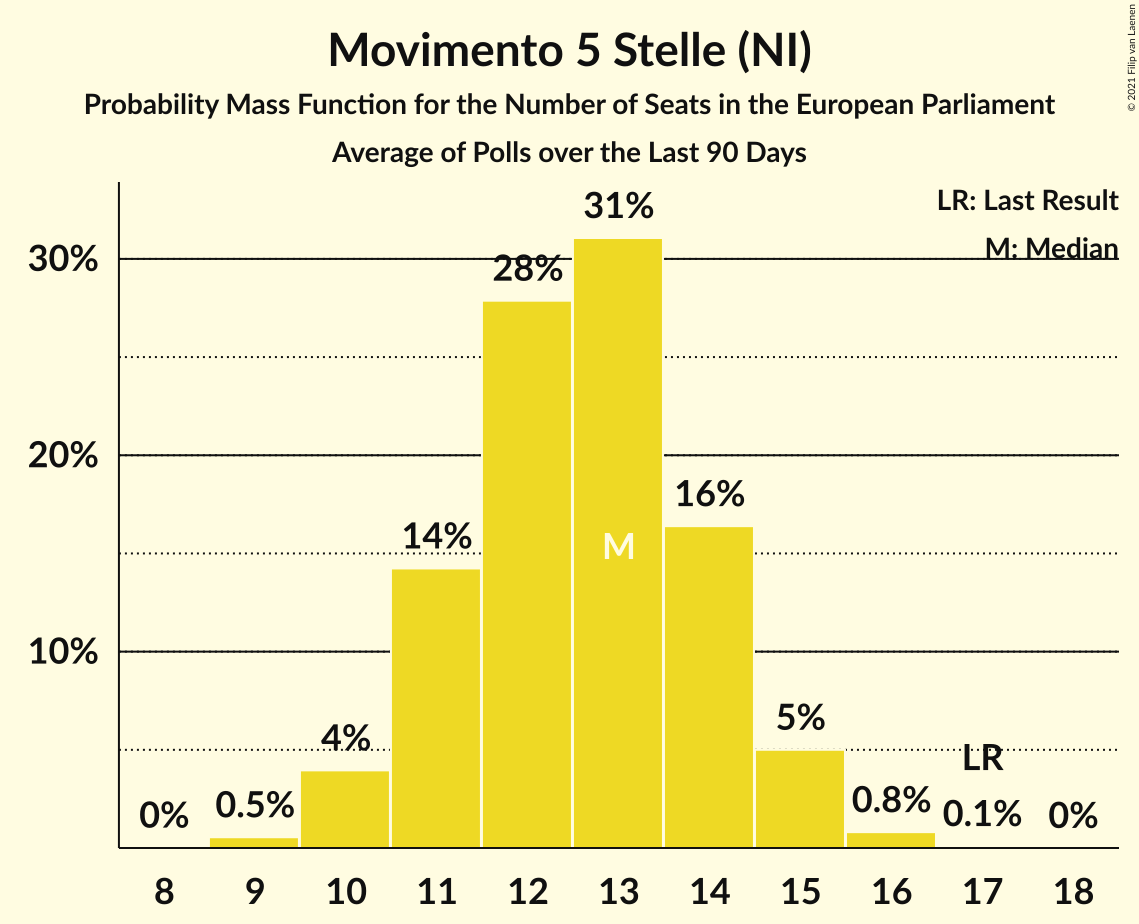 Movimento 5 Stelle (NI)
Probability Mass Function for the Number of Seats in the European Parliament
Average of Polls over the Last 90 Days
© 2021 Filip van Laenen
LR: Last Result
M: Median
30%
20%
10%
0%
0.5%
4%
14%
28%
31%
M
16%
5%
0.8%
LR
0.1%
0%
8 9 10 11 12 13 14 15 16 17 18